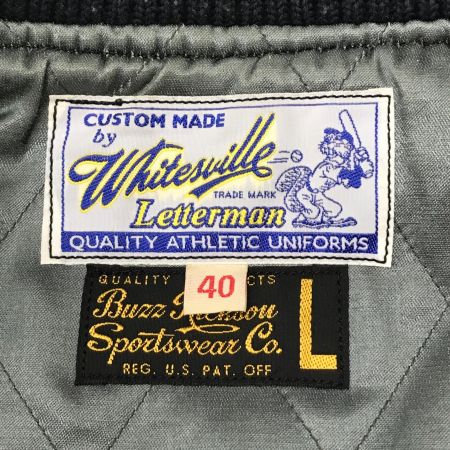 CUSTOM MADE
by
Whitesville
TRADE MARK
Letterman
QUALITY ATHLETIC UNIFORMS
40
QUALITY CTS
Buzz Rickson
Sportswear Co.
L
REG. U.S. PAT. OFF